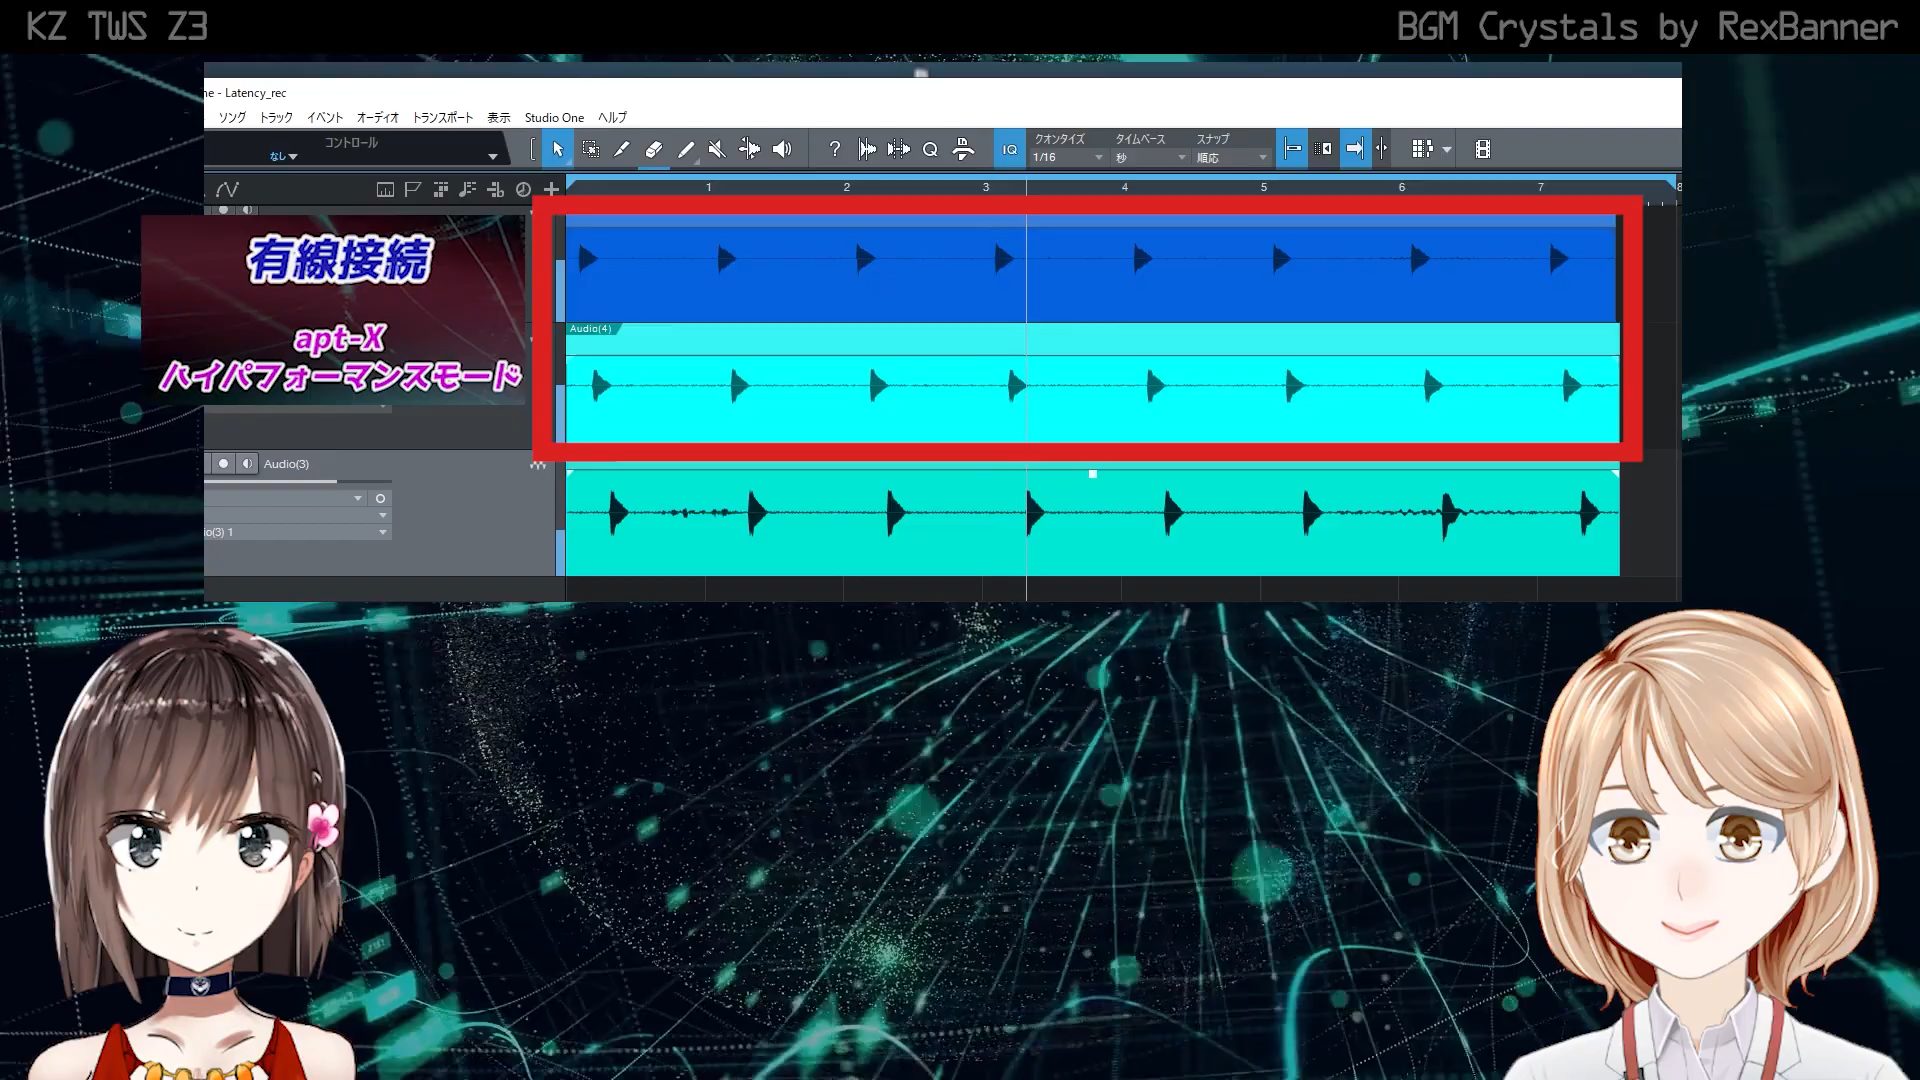 KZ TWS Z3
BGM Crystals by RexBanner
ne - Latency_rec
ソング トラック イベント オーディオ トランスポート 表示 Studio One ヘルプ
コントロール
なし
IQ
クオンタイズ タイムベース スナップ
1/16 秒 順応
1 2 3 4 5 6 7 8
有線接続
apt-X
ハイパフォーマンスモード
Audio(4)
Audio(3)
io(3) 1